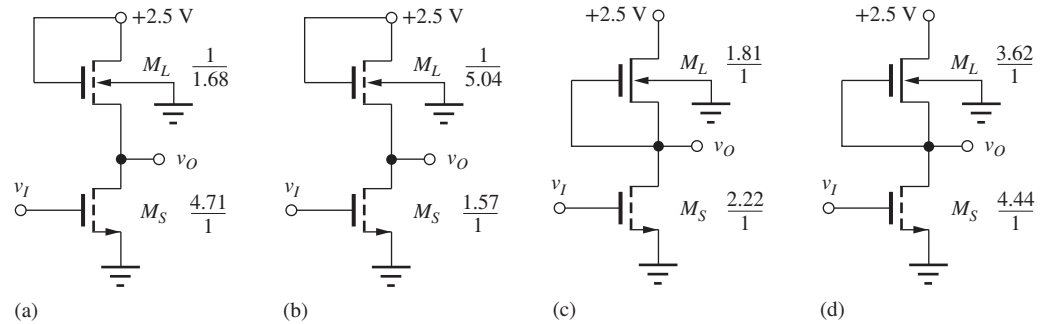 +2.5 V
M_L 1/1.68
v_O
v_I
M_S 4.71/1
(a)
+2.5 V
M_L 1/5.04
v_O
v_I
M_S 1.57/1
(b)
+2.5 V
M_L 1.81/1
v_O
v_I
M_S 2.22/1
(c)
+2.5 V
M_L 3.62/1
v_O
v_I
M_S 4.44/1
(d)